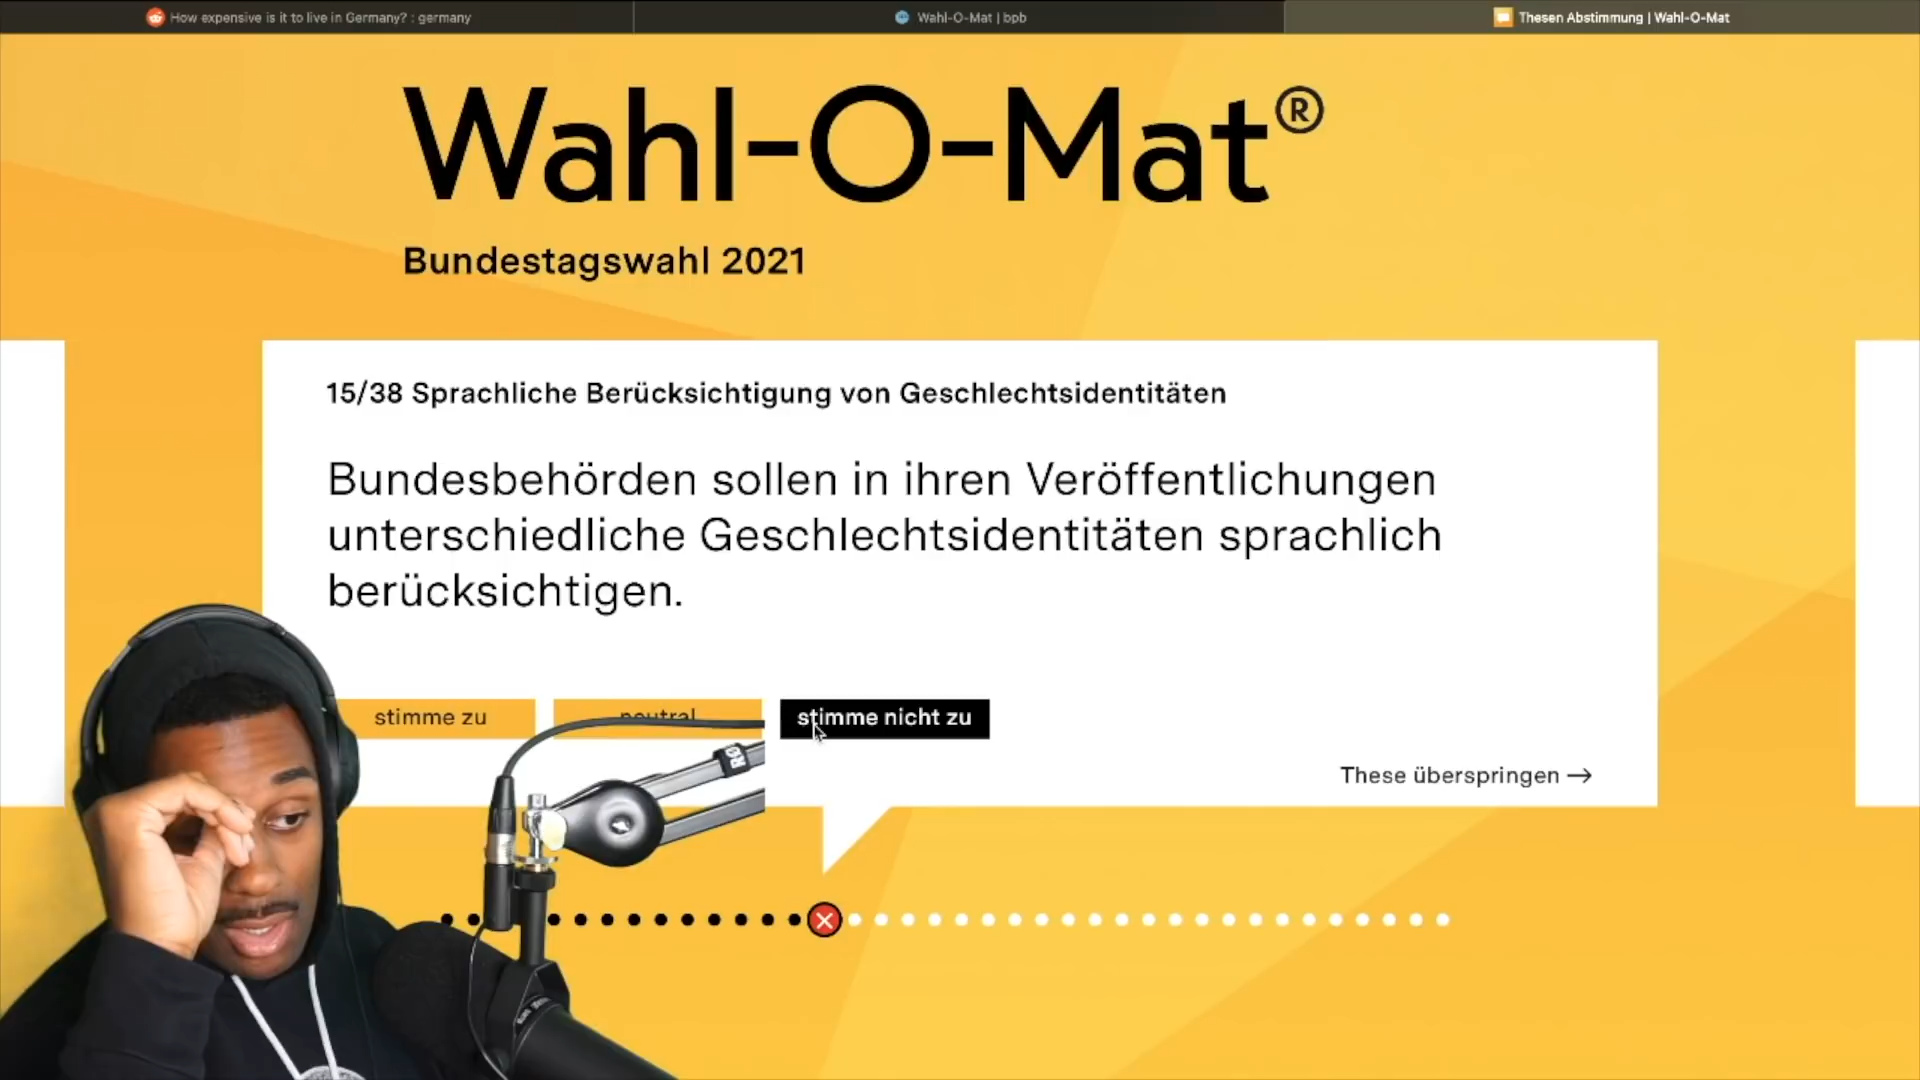 How expensive is it to live in Germany? : germany
Wahl-O-Mat | bpb
Thesen Abstimmung | Wahl-O-Mat
Wahl-O-Mat®
Bundestagswahl 2021
15/38 Sprachliche Berücksichtigung von Geschlechtsidentitäten
Bundesbehörden sollen in ihren Veröffentlichungen
unterschiedliche Geschlechtsidentitäten sprachlich
berücksichtigen.
stimme zu
neutral
stimme nicht zu
These überspringen →